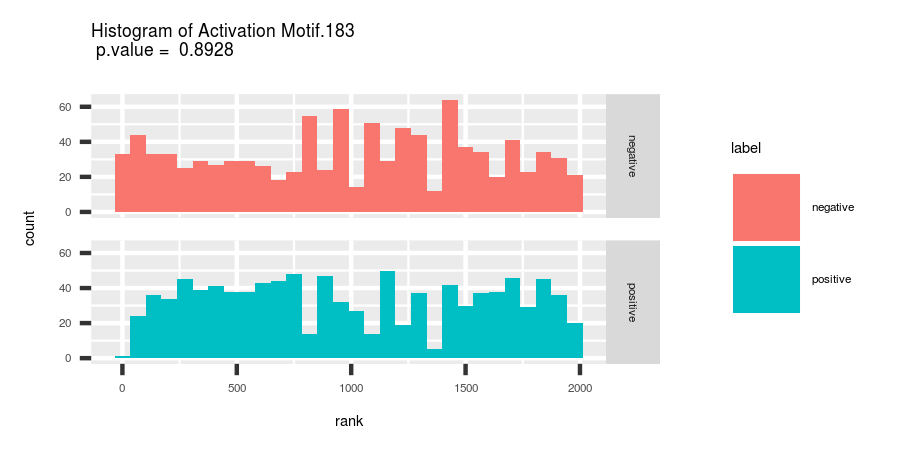 Histogram of Activation Motif.183
p.value = 0.8928
count
60
40
20
0
negative
60
40
20
0
positive
0 500 1000 1500 2000
rank
label
negative
positive